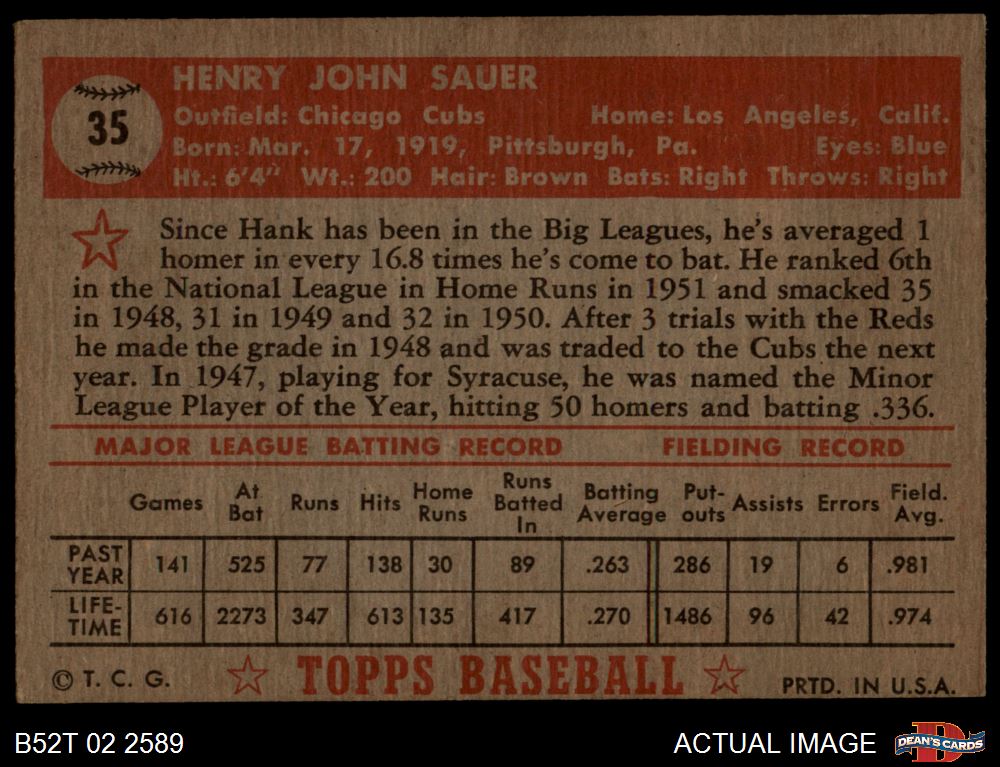 35
HENRY JOHN SAUER
Outfield: Chicago Cubs Home: Los Angeles, Calif.
Born: Mar. 17, 1919, Pittsburgh, Pa. Eyes: Blue
Ht.: 6'4" Wt.: 200 Hair: Brown Bats: Right Throws: Right
Since Hank has been in the Big Leagues, he's averaged 1
homer in every 16.8 times he's come to bat. He ranked 6th
in the National League in Home Runs in 1951 and smacked 35
in 1948, 31 in 1949 and 32 in 1950. After 3 trials with the Reds
he made the grade in 1948 and was traded to the Cubs the next
year. In 1947, playing for Syracuse, he was named the Minor
League Player of the Year, hitting 50 homers and batting .336.
MAJOR LEAGUE BATTING RECORD FIELDING RECORD
Games At Bat Runs Hits Home Runs Runs Batted In Batting Average Put-outs Assists Errors Field. Avg.
PAST YEAR 141 525 77 138 30 89 .263 286 19 6 .981
LIFE-TIME 616 2273 347 613 135 417 .270 1486 96 42 .974
© T. C. G. TOPPS BASEBALL PRTD. IN U.S.A.
B52T 02 2589 ACTUAL IMAGE DEAN'S CARDS